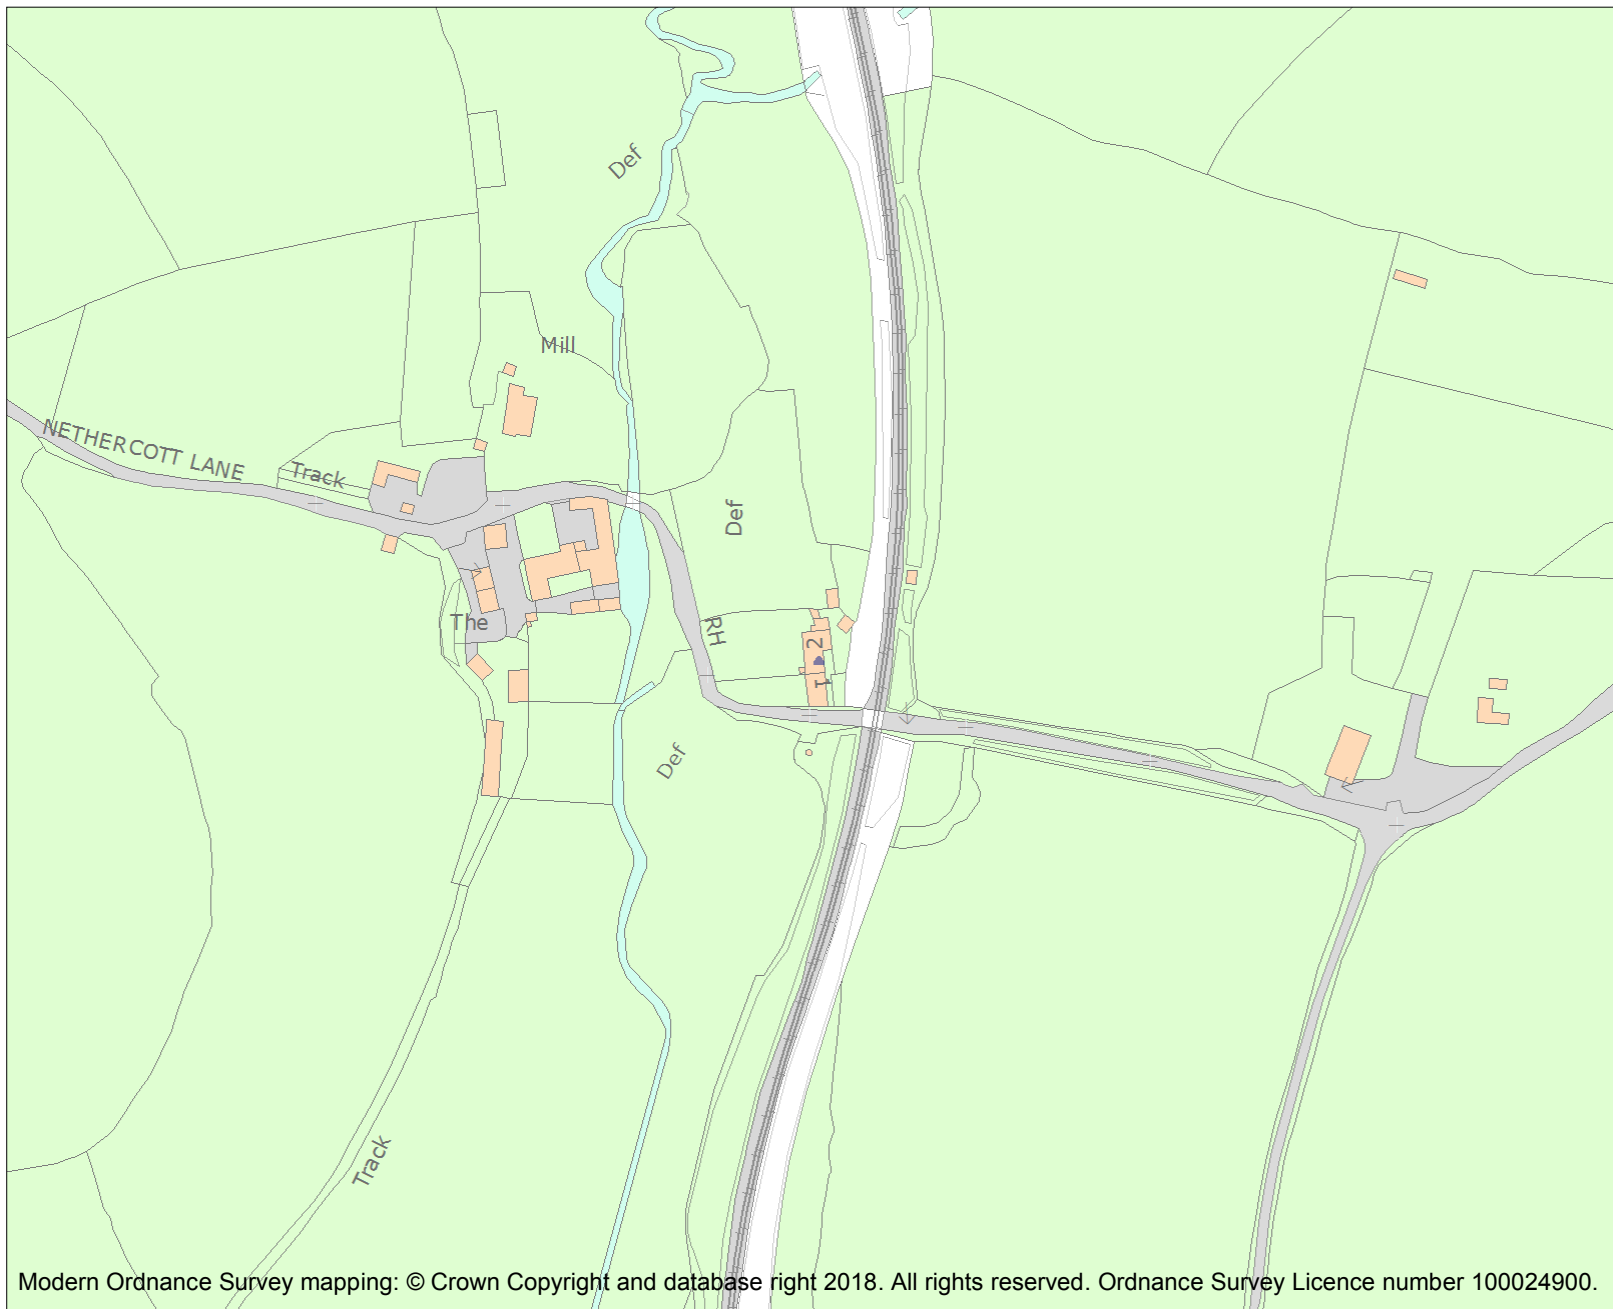 Def
Mill
NETHERCOTT LANE
Track
Def
The
RH
2
1
Def
Track
Modern Ordnance Survey mapping: © Crown Copyright and database right 2018. All rights reserved. Ordnance Survey Licence number 100024900.